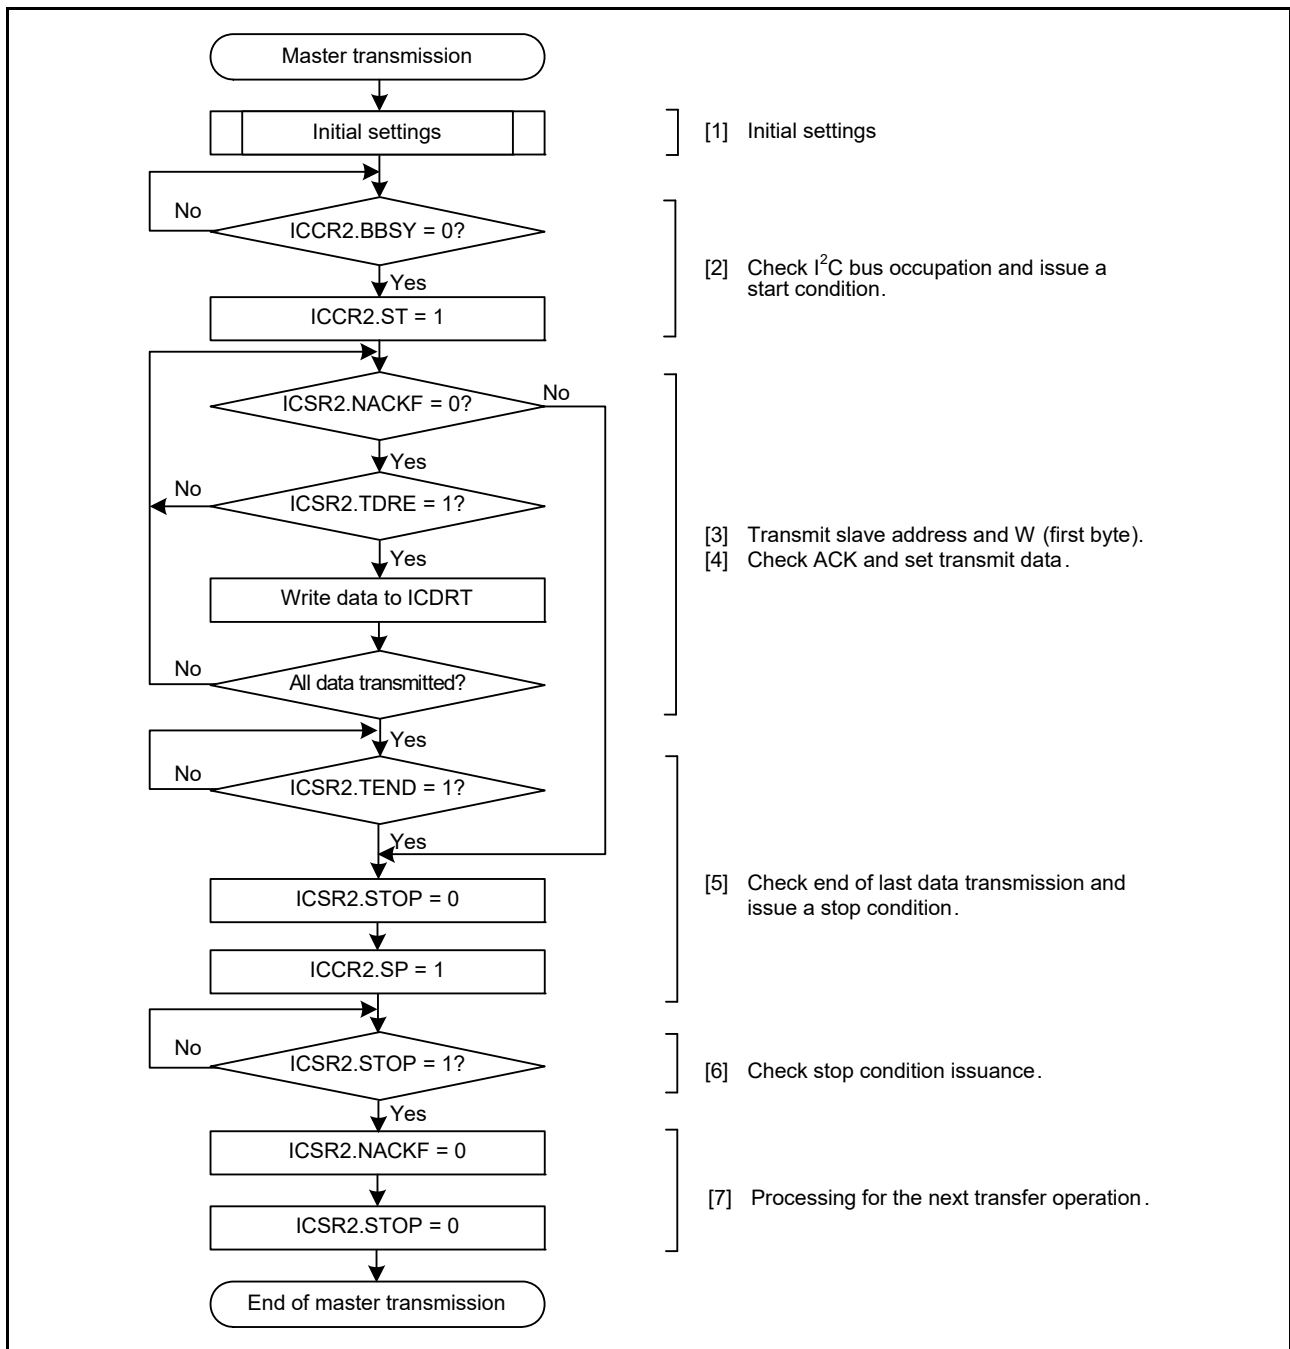 Master transmission
Initial settings
[1] Initial settings
No
ICCR2.BBSY = 0?
Yes
[2] Check I²C bus occupation and issue a
start condition.
ICCR2.ST = 1
ICSR2.NACKF = 0?
No
Yes
No
ICSR2.TDRE = 1?
Yes
[3] Transmit slave address and W (first byte).
[4] Check ACK and set transmit data.
Write data to ICDRT
No
All data transmitted?
Yes
No
ICSR2.TEND = 1?
Yes
ICSR2.STOP = 0
[5] Check end of last data transmission and
issue a stop condition.
ICCR2.SP = 1
No
ICSR2.STOP = 1?
[6] Check stop condition issuance.
Yes
ICSR2.NACKF = 0
[7] Processing for the next transfer operation.
ICSR2.STOP = 0
End of master transmission